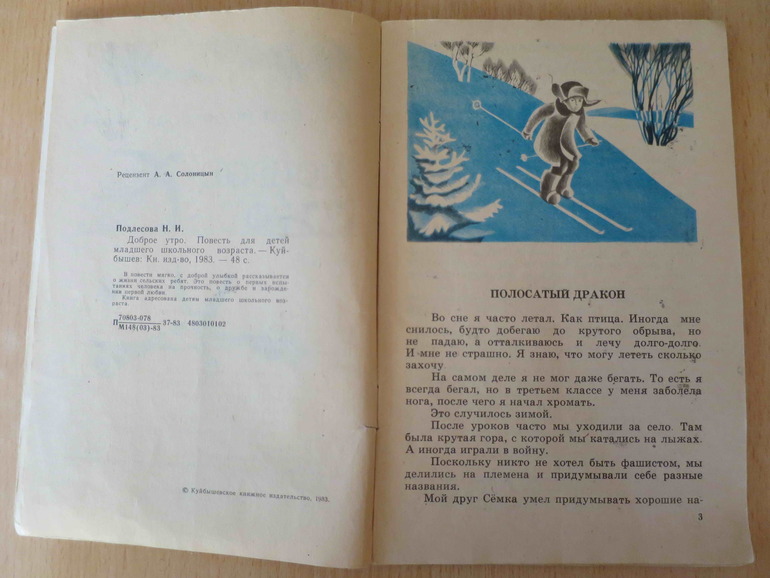 Рецензент А. А. Солоницын
Подлесова Н. И.
Доброе утро. Повесть для детей
младшего школьного возраста. — Куй-
бышев: Кн. изд-во, 1983. — 48 с.
В повести мягко, с доброй улыбкой рассказывается
о жизни сельских ребят. Это повесть о первых испы-
таниях человека на прочность, о дружбе и зарожде-
нии первой любви.
Книга адресована детям младшего школьного воз-
раста.
П 70803-078 37-83 4803010102
М148(03)-83
© Куйбышевское книжное издательство, 1983.
ПОЛОСАТЫЙ ДРАКОН
Во сне я часто летал. Как птица. Иногда мне
снилось, будто добегаю до крутого обрыва, но
не падаю, а отталкиваюсь и лечу долго-долго.
И мне не страшно. Я знаю, что могу лететь сколько
захочу
На самом деле я не мог даже бегать. То есть я
всегда бегал, но в третьем классе у меня заболела
нога, после чего я начал хромать.
Это случилось зимой.
После уроков часто мы уходили за село. Там
была крутая гора, с которой мы катались на лыжах.
А иногда играли в войну.
Поскольку никто не хотел быть фашистом, мы
делились на племена и придумывали себе разные
названия.
Мой друг Сёмка умел придумывать хорошие на-
3